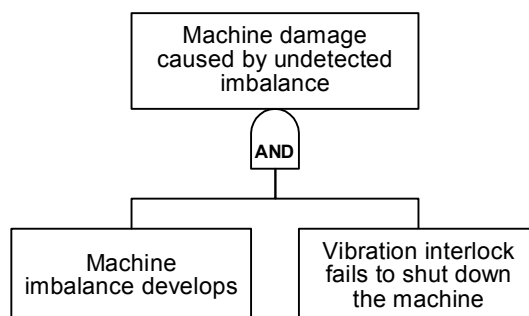 Machine damage
caused by undetected
imbalance
AND
Machine
imbalance develops
Vibration interlock
fails to shut down
the machine